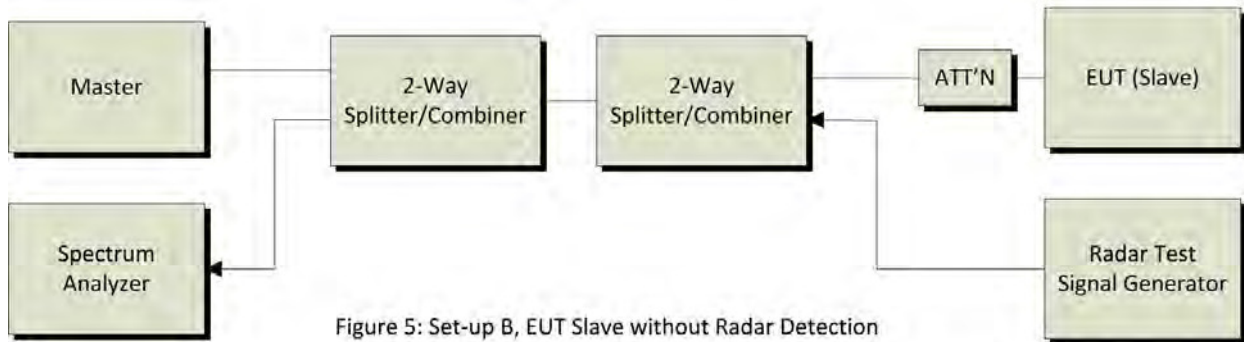 Master
2-Way
Splitter/Combiner
2-Way
Splitter/Combiner
ATT'N
EUT (Slave)
Spectrum
Analyzer
Radar Test
Signal Generator
Figure 5: Set-up B, EUT Slave without Radar Detection